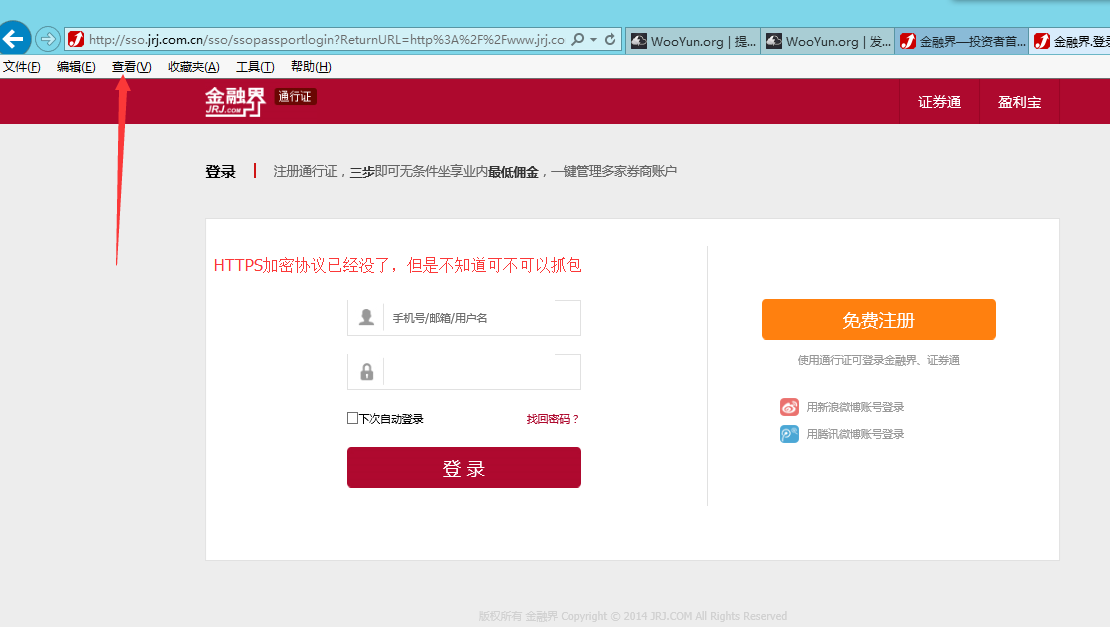 http://sso.jrj.com.cn/sso/ssopassportlogin?ReturnURL=http%3A%2F%2Fwww.jrj.co
WooYun.org | 提...
WooYun.org | 发...
金融界—投资者首...
金融界.登录
文件(F) 编辑(E) 查看(V) 收藏夹(A) 工具(T) 帮助(H)
金融界 JRJ.COM 通行证 证券通 盈利宝
登录 注册通行证，三步即可无条件坐享业内最低佣金，一键管理多家券商账户
HTTPS加密协议已经没了，但是不知道可不可以抓包
手机号/邮箱/用户名
下次自动登录 找回密码？
登 录
免费注册
使用通行证可登录金融界、证券通
用新浪微博账号登录
用腾讯微博账号登录
版权所有 金融界 Copyright © 2014 JRJ.COM All Rights Reserved